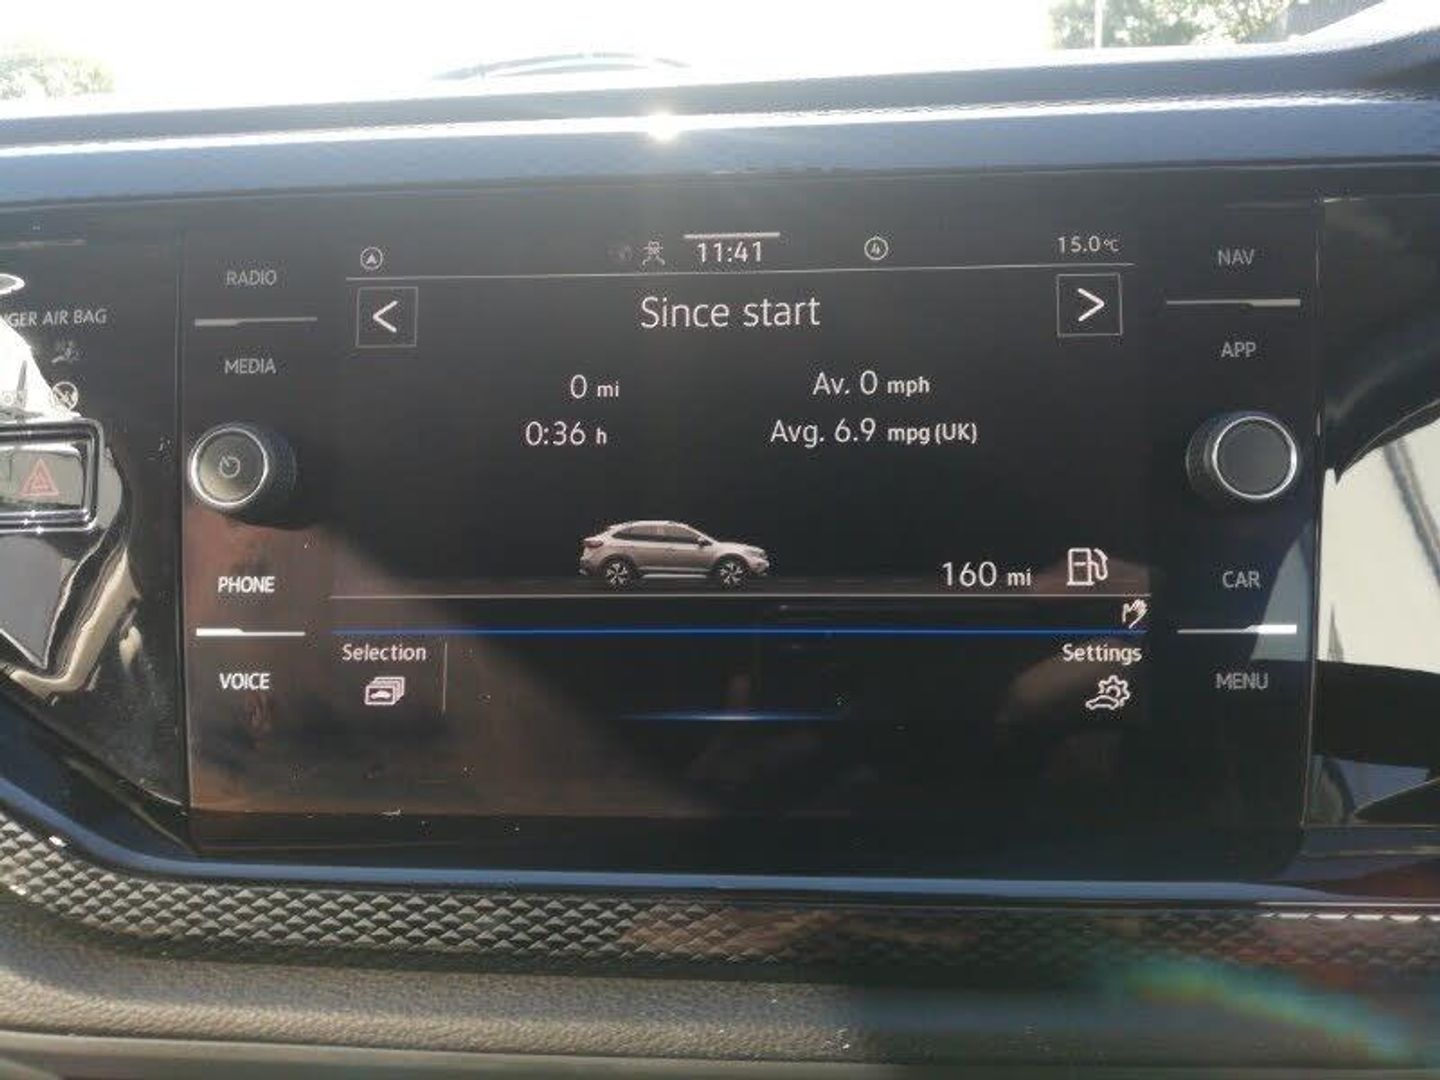 RADIO
11:41
4
15.0°C
NAV
Since start
GER AIR BAG
MEDIA
APP
0 mi
Av. 0 mph
0:36 h
Avg. 6.9 mpg (UK)
PHONE
160 mi
CAR
Selection
Settings
VOICE
MENU